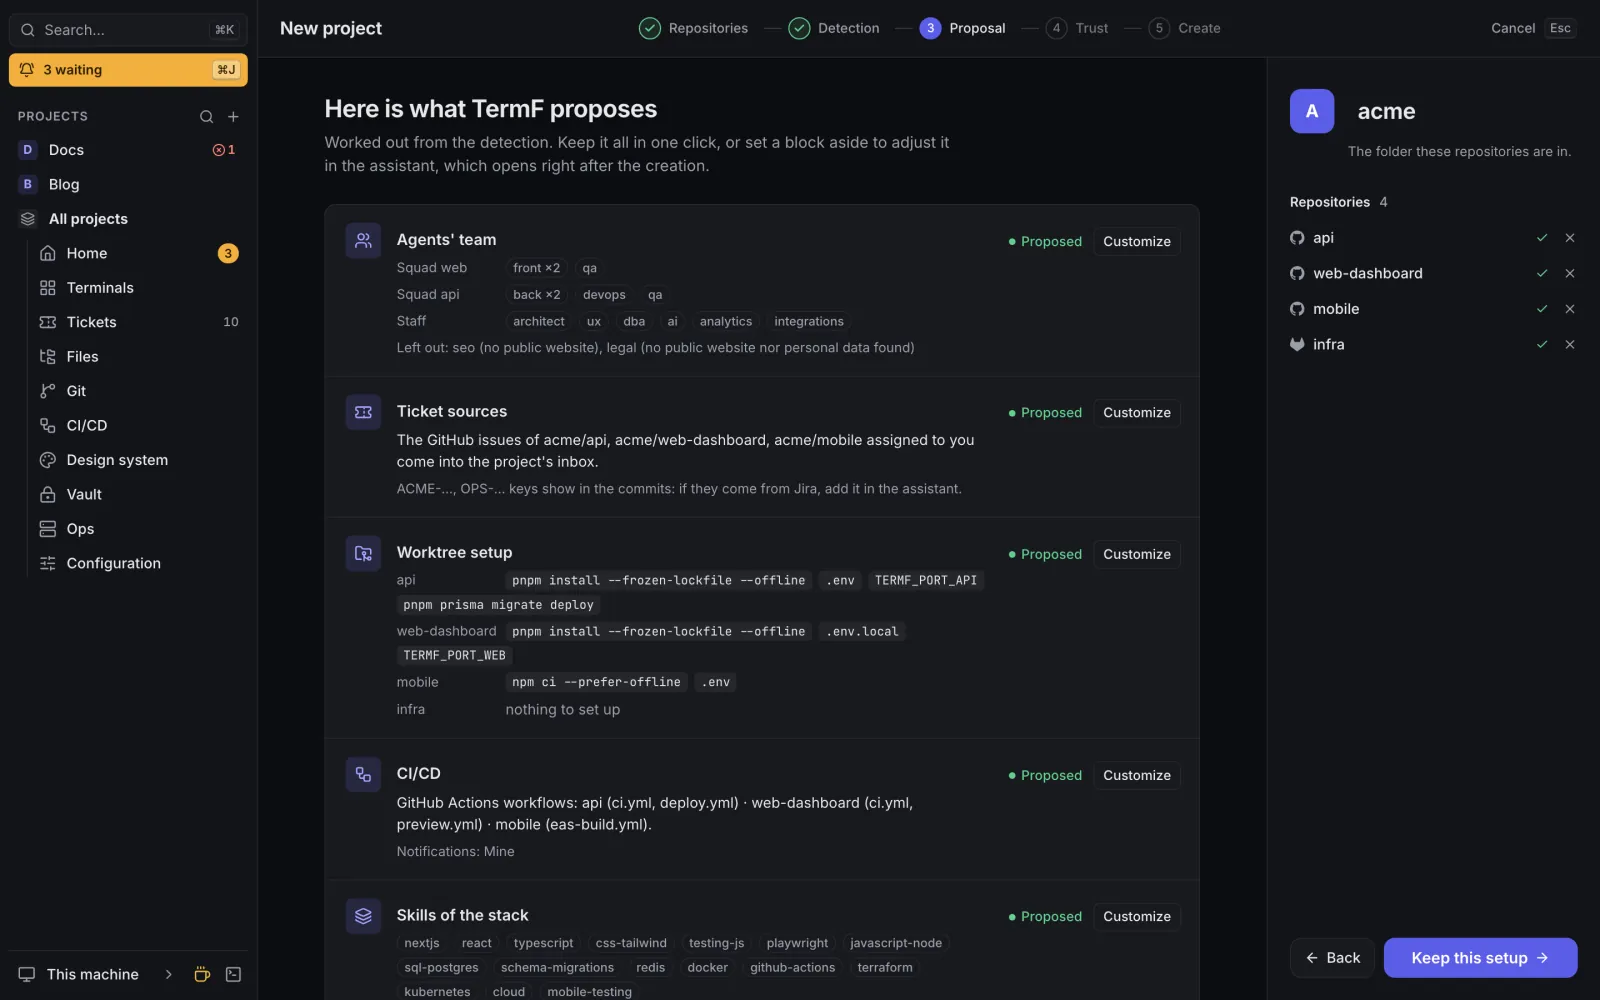 Search... ⌘K
3 waiting ⌘J
PROJECTS
D Docs 1
B Blog
All projects
Home 3
Terminals
Tickets 10
Files
Git
CI/CD
Design system
Vault
Ops
Configuration
This machine
New project
Repositories
Detection
3 Proposal
4 Trust
5 Create
Cancel Esc
Here is what TermF proposes
Worked out from the detection. Keep it all in one click, or set a block aside to adjust it
in the assistant, which opens right after the creation.
Agents' team
Proposed Customize
Squad web front ×2 qa
Squad api back ×2 devops qa
Staff architect ux dba ai analytics integrations
Left out: seo (no public website), legal (no public website nor personal data found)
Ticket sources
Proposed Customize
The GitHub issues of acme/api, acme/web-dashboard, acme/mobile assigned to you
come into the project's inbox.
ACME-..., OPS-... keys show in the commits: if they come from Jira, add it in the assistant.
Worktree setup
Proposed Customize
api pnpm install --frozen-lockfile --offline .env TERMF_PORT_API
pnpm prisma migrate deploy
web-dashboard pnpm install --frozen-lockfile --offline .env.local
TERMF_PORT_WEB
mobile npm ci --prefer-offline .env
infra nothing to set up
CI/CD
Proposed Customize
GitHub Actions workflows: api (ci.yml, deploy.yml) · web-dashboard (ci.yml,
preview.yml) · mobile (eas-build.yml).
Notifications: Mine
Skills of the stack
Proposed Customize
nextjs react typescript css-tailwind testing-js playwright javascript-node
sql-postgres schema-migrations redis docker github-actions terraform
kubernetes cloud mobile-testing
A acme
The folder these repositories are in.
Repositories 4
api
web-dashboard
mobile
infra
← Back
Keep this setup →